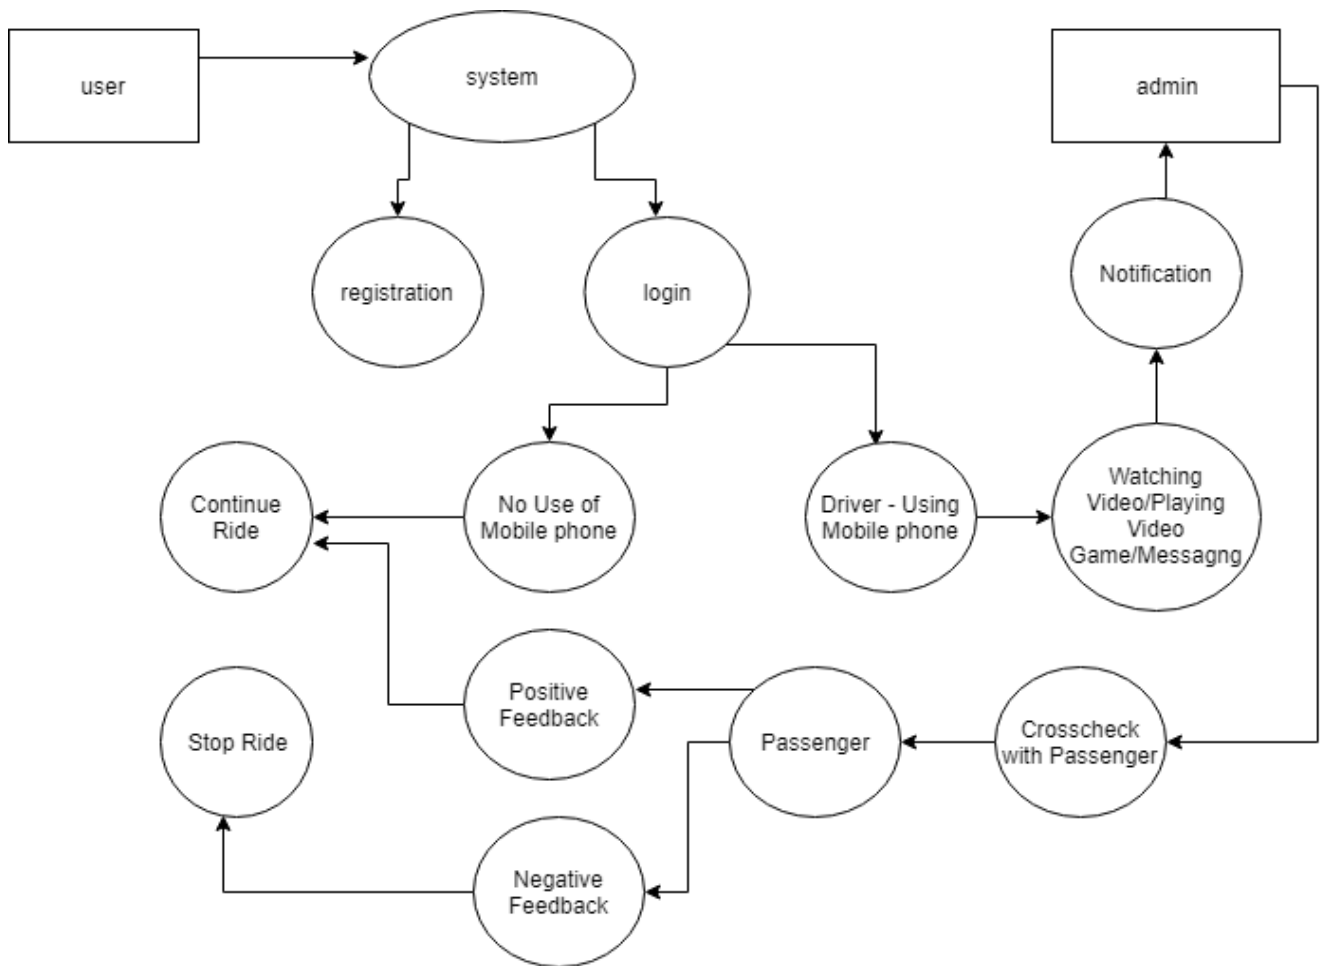 user
system
admin
registration
login
Notification
Continue
Ride
No Use of
Mobile phone
Driver - Using
Mobile phone
Watching
Video/Playing
Video
Game/Messagng
Positive
Feedback
Stop Ride
Passenger
Crosscheck
with Passenger
Negative
Feedback